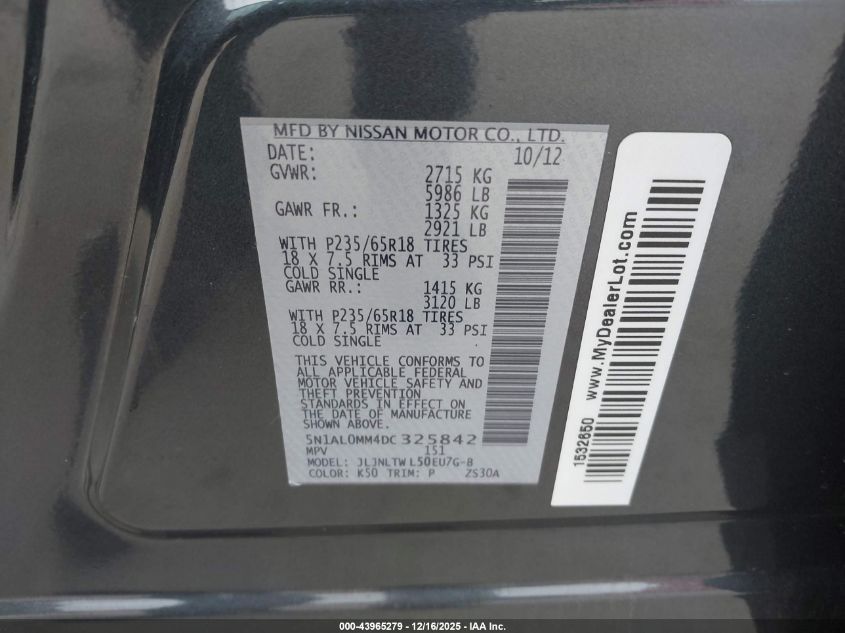 MFD BY NISSAN MOTOR CO., LTD.
DATE: 10/12
GVWR: 2715 KG
5986 LB
GAWR FR.: 1325 KG
2921 LB
WITH P235/65R18 TIRES
18 X 7.5 RIMS AT 33 PSI
COLD SINGLE
GAWR RR.: 1415 KG
3120 LB
WITH P235/65R18 TIRES
18 X 7.5 RIMS AT 33 PSI
COLD SINGLE
THIS VEHICLE CONFORMS TO
ALL APPLICABLE FEDERAL
MOTOR VEHICLE SAFETY AND
THEFT PREVENTION
STANDARDS IN EFFECT ON
THE DATE OF MANUFACTURE
SHOWN ABOVE.
5N1AL0MM4DC325842
MPV 151
MODEL: JLJNLTW L50EU7G-8
COLOR: K50 TRIM: P ZS30A
1532650 www.MyDealerLot.com
000-43965279 - 12/16/2025 - IAA Inc.